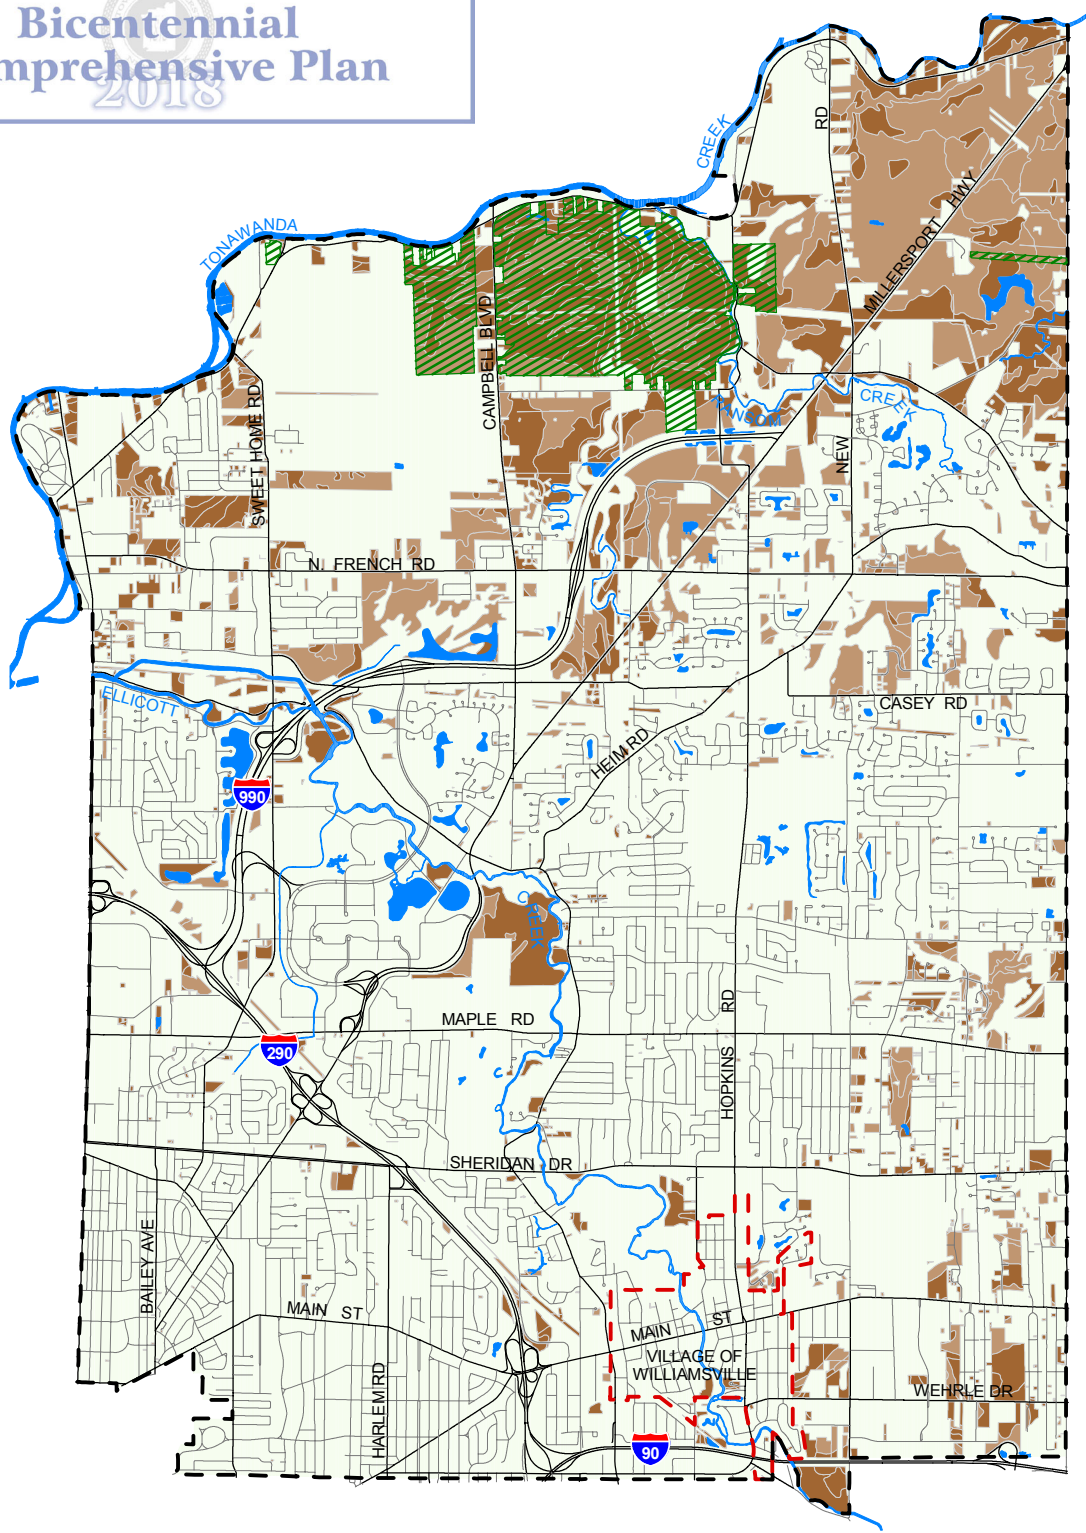 Bicentennial
mprehensive Plan
2018
CREEK
RD
TONAWANDA
MILLERSPORT HWY
CAMPBELL BLVD
SWEET HOME RD
RANSOM
CREEK
NEW
N. FRENCH RD
ELLICOTT
CASEY RD
HEIM RD
990
CREEK
MAPLE RD
HOPKINS RD
290
SHERIDAN DR
BAILEY AVE
MAIN ST
MAIN ST
VILLAGE OF
WILLIAMSVILLE
HARLEM RD
WEHRLE DR
90